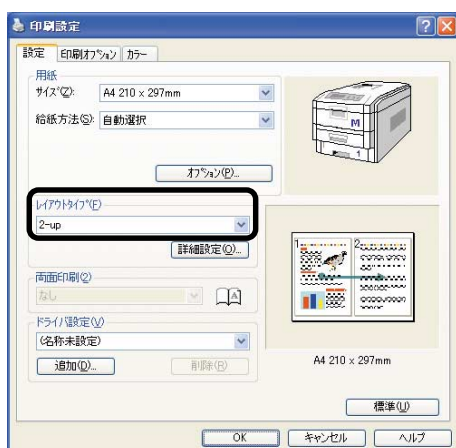 印刷設定
設定 印刷オプション カラー
用紙
サイズ(Z): A4 210 x 297mm
給紙方法(S): 自動選択
M
1
オプション(P)...
レイアウトタイプ(F)
2-up
詳細設定(O)...
両面印刷(2)
なし
A
ドライバ設定(V)
(名称未設定)
追加(D)...
削除(R)
1
2
A4 210 x 297mm
標準(U)
OK
キャンセル
ヘルプ